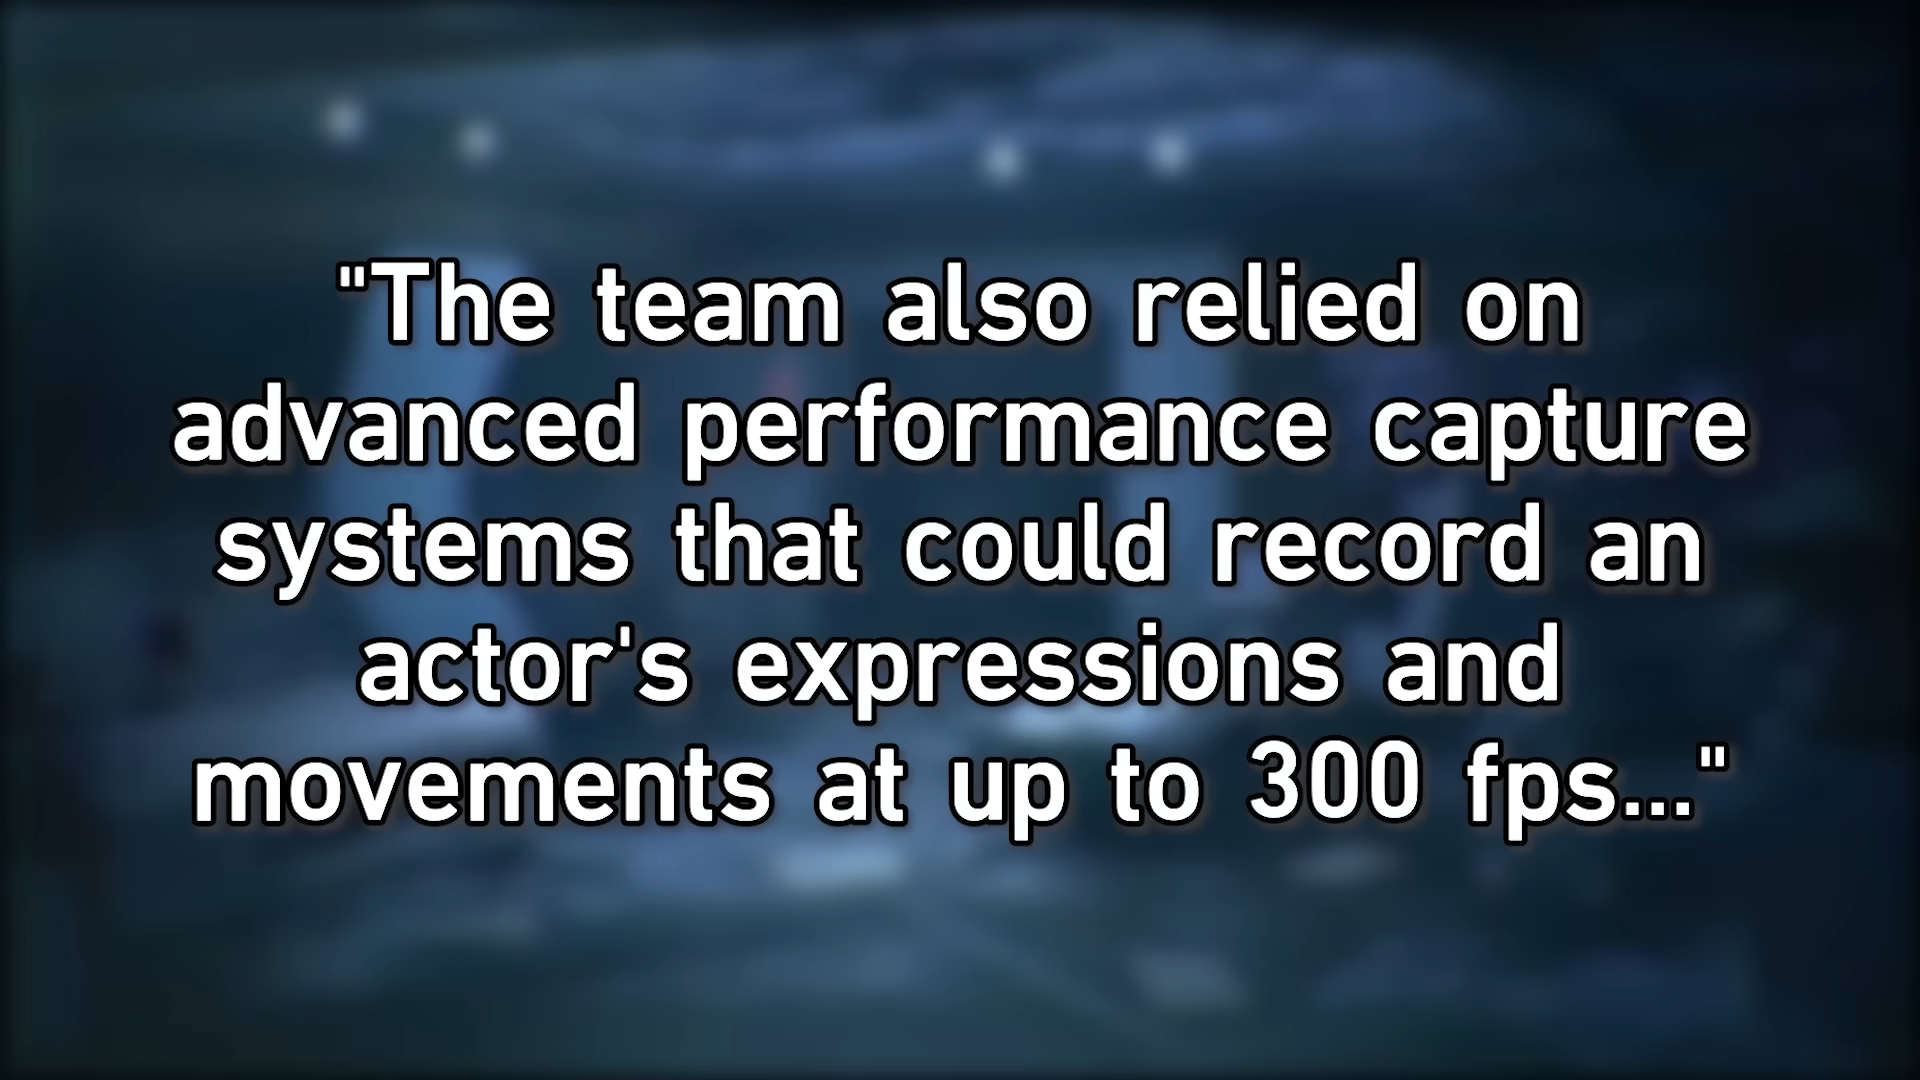 "The team also relied on
advanced performance capture
systems that could record an
actor's expressions and
movements at up to 300 fps..."